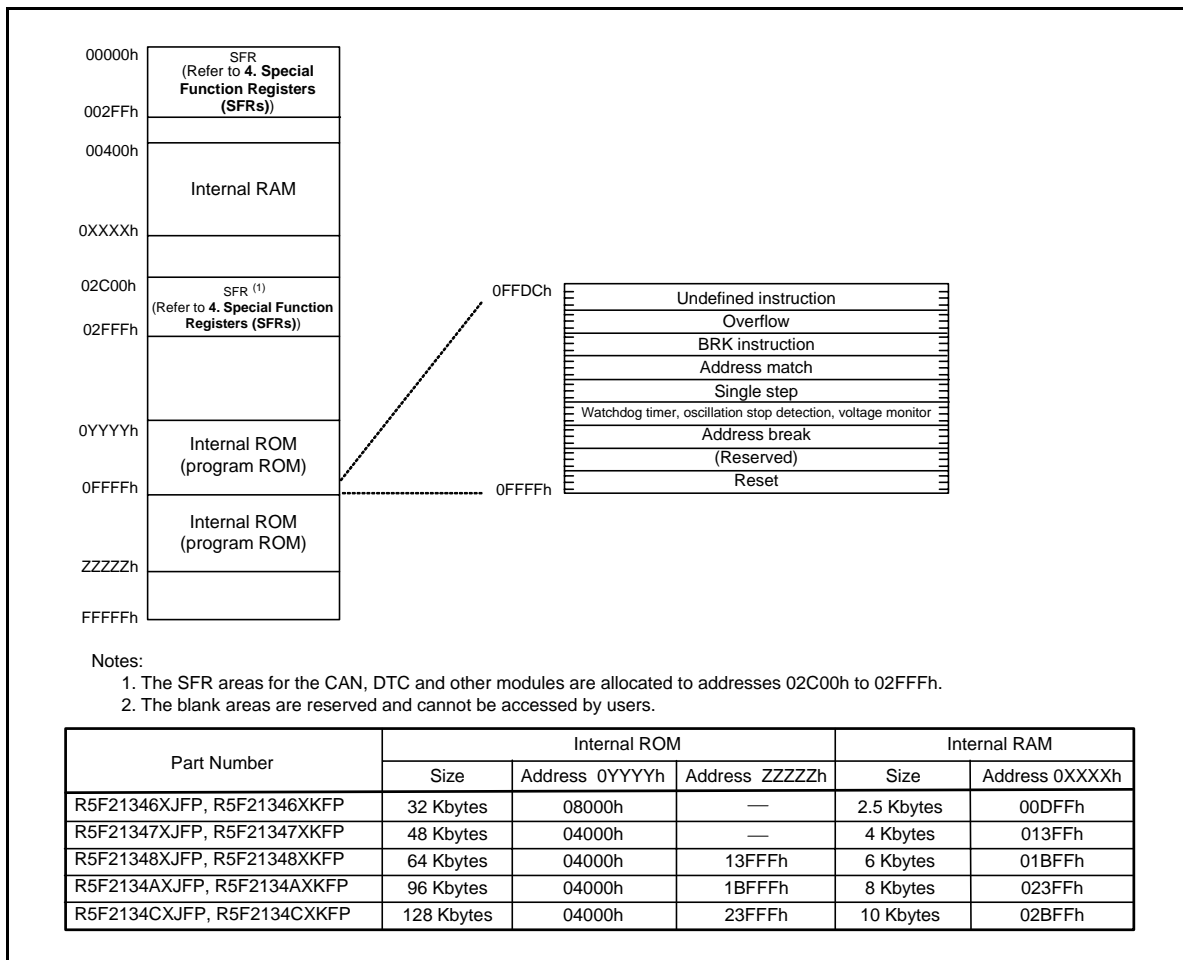 00000h
SFR
(Refer to 4. Special
Function Registers
(SFRs))
002FFh
00400h
Internal RAM
0XXXXh
02C00h
SFR (1)
(Refer to 4. Special Function
Registers (SFRs))
02FFFh
0YYYYh
Internal ROM
(program ROM)
0FFFFh
Internal ROM
(program ROM)
ZZZZZh
FFFFFh
0FFDCh
Undefined instruction
Overflow
BRK instruction
Address match
Single step
Watchdog timer, oscillation stop detection, voltage monitor
Address break
(Reserved)
Reset
0FFFFh
Notes:
1. The SFR areas for the CAN, DTC and other modules are allocated to addresses 02C00h to 02FFFh.
2. The blank areas are reserved and cannot be accessed by users.
Part Number Internal ROM Internal RAM
Size Address 0YYYYh Address ZZZZZh Size Address 0XXXXh
R5F21346XJFP, R5F21346XKFP 32 Kbytes 08000h — 2.5 Kbytes 00DFFh
R5F21347XJFP, R5F21347XKFP 48 Kbytes 04000h — 4 Kbytes 013FFh
R5F21348XJFP, R5F21348XKFP 64 Kbytes 04000h 13FFFh 6 Kbytes 01BFFh
R5F2134AXJFP, R5F2134AXKFP 96 Kbytes 04000h 1BFFFh 8 Kbytes 023FFh
R5F2134CXJFP, R5F2134CXKFP 128 Kbytes 04000h 23FFFh 10 Kbytes 02BFFh